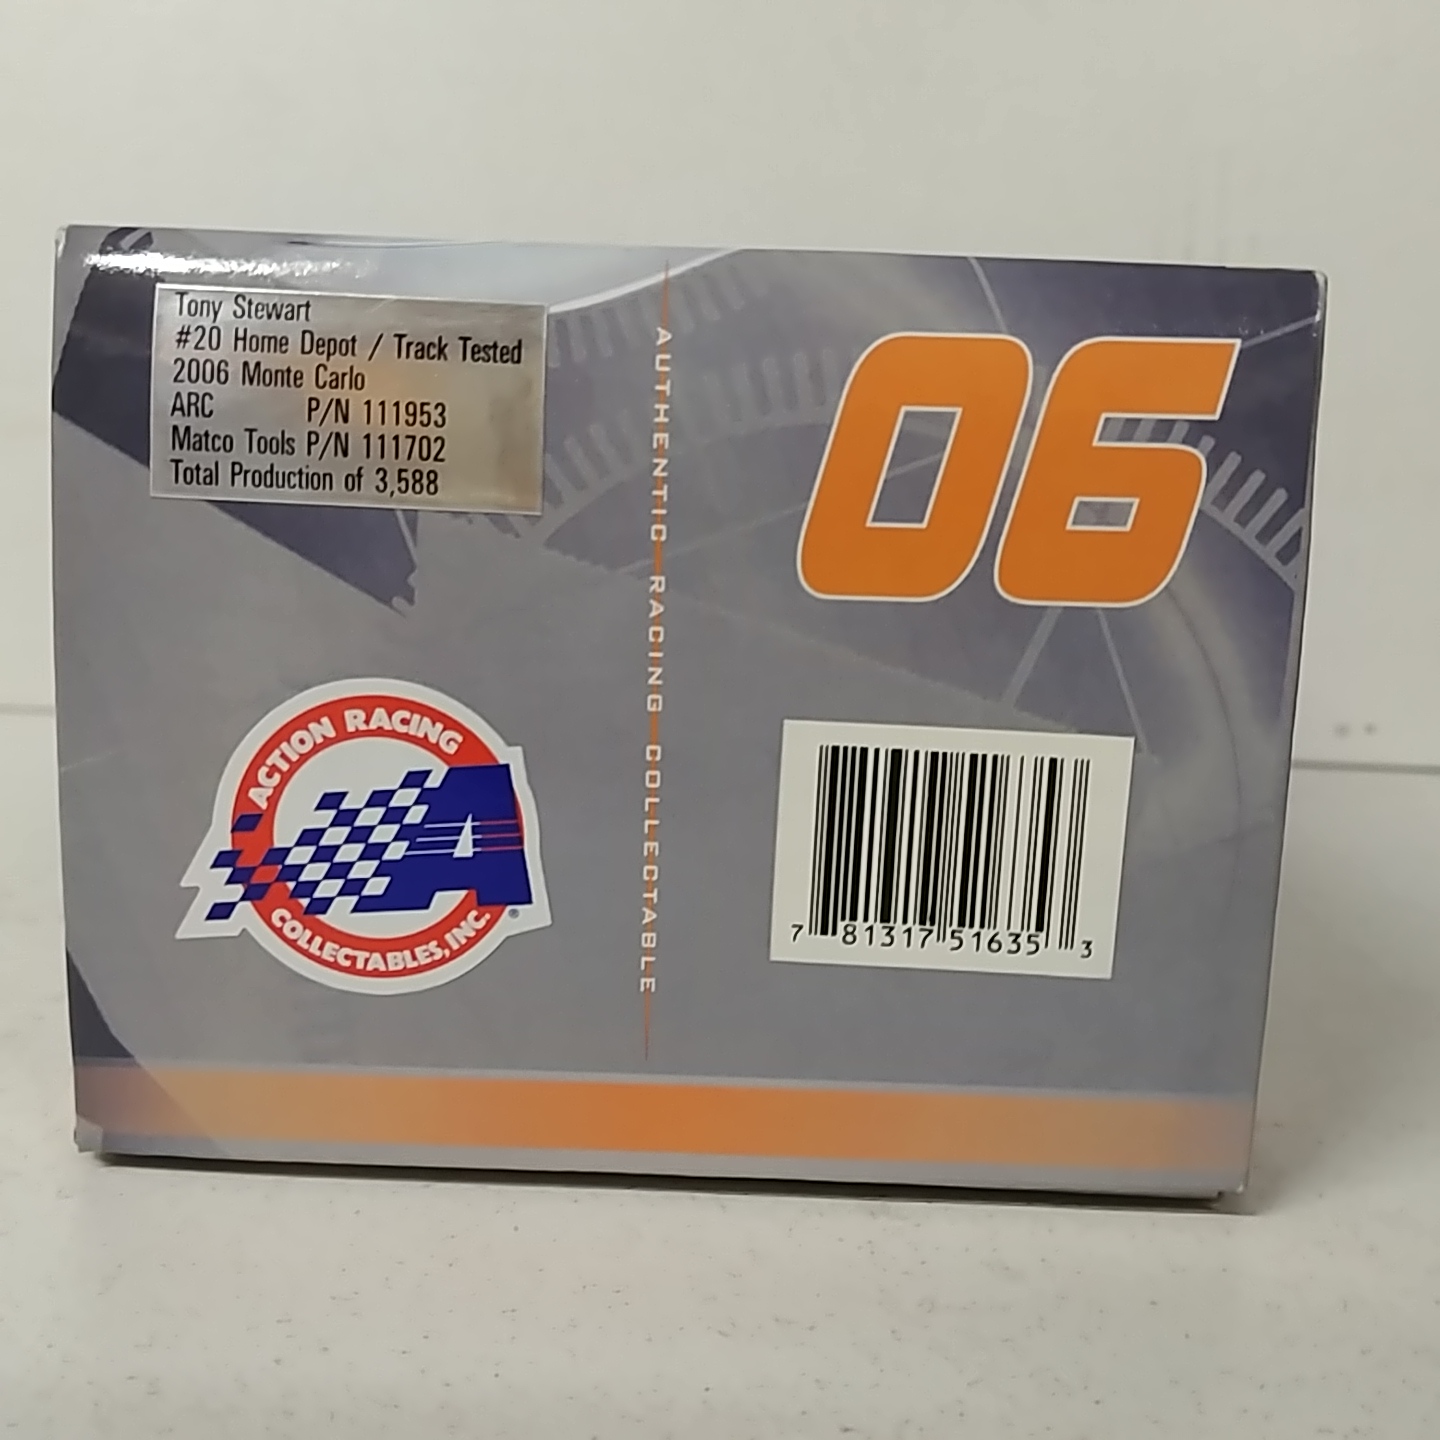 Tony Stewart
#20 Home Depot / Track Tested
2006 Monte Carlo
ARC P/N 111953
Matco Tools P/N 111702
Total Production of 3,588
AUTHENTIC RACING COLLECTABLE
06
ACTION RACING
COLLECTABLES, INC.
®
7 81317 51635 3